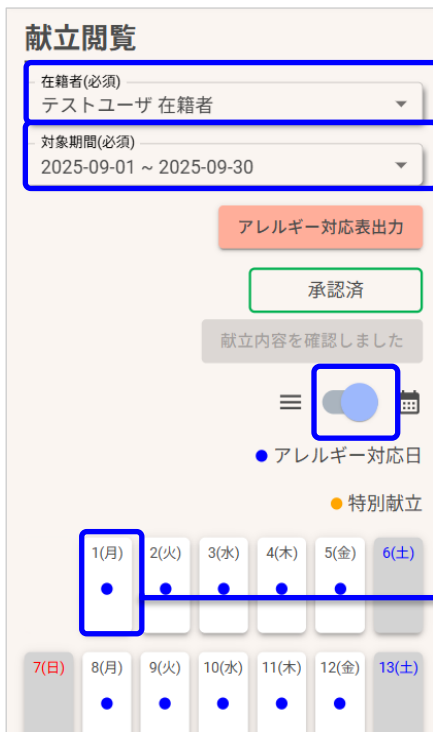 献立閲覧
在籍者(必須)
テストユーザ 在籍者
対象期間(必須)
2025-09-01 ~ 2025-09-30
アレルギー対応表出力
承認済
献立内容を確認しました
アレルギー対応日
特別献立
1(月) 2(火) 3(水) 4(木) 5(金) 6(土)
7(日) 8(月) 9(火) 10(水) 11(木) 12(金) 13(土)